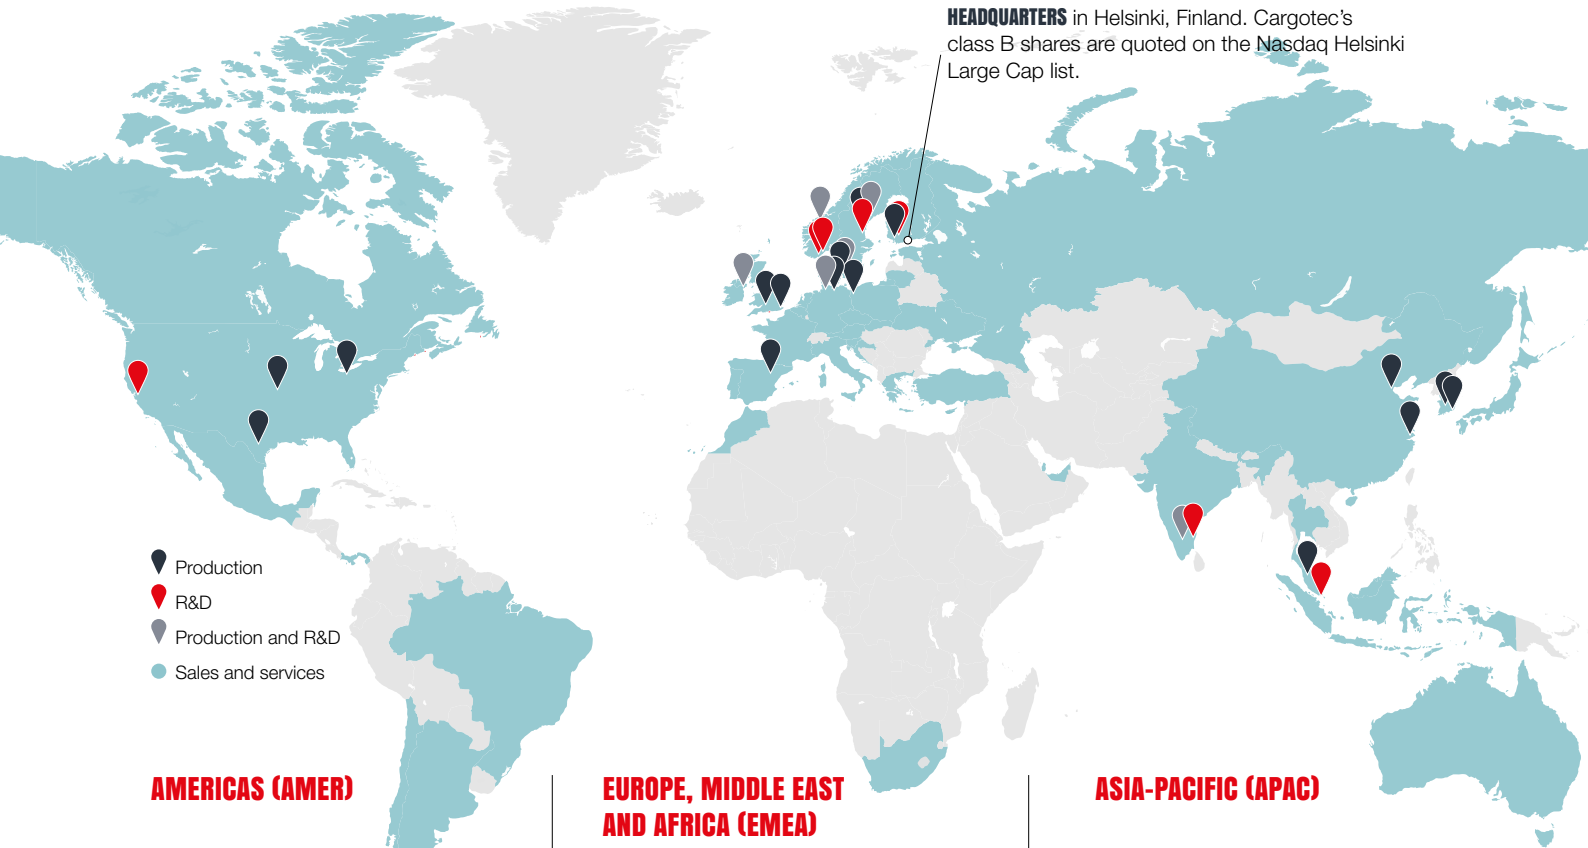 HEADQUARTERS in Helsinki, Finland. Cargotec’s
class B shares are quoted on the Nasdaq Helsinki
Large Cap list.
Production
R&D
Production and R&D
Sales and services
AMERICAS (AMER)
EUROPE, MIDDLE EAST
AND AFRICA (EMEA)
ASIA-PACIFIC (APAC)